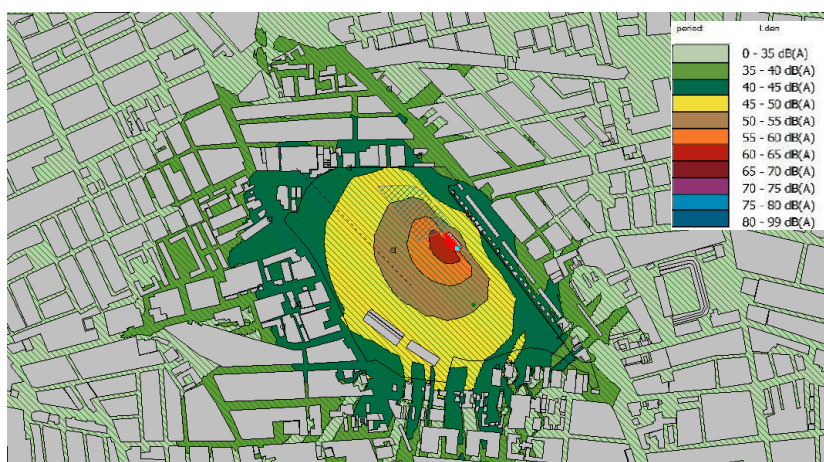 period: L den
0 - 35 dB(A)
35 - 40 dB(A)
40 - 45 dB(A)
45 - 50 dB(A)
50 - 55 dB(A)
55 - 60 dB(A)
60 - 65 dB(A)
65 - 70 dB(A)
70 - 75 dB(A)
75 - 80 dB(A)
80 - 99 dB(A)